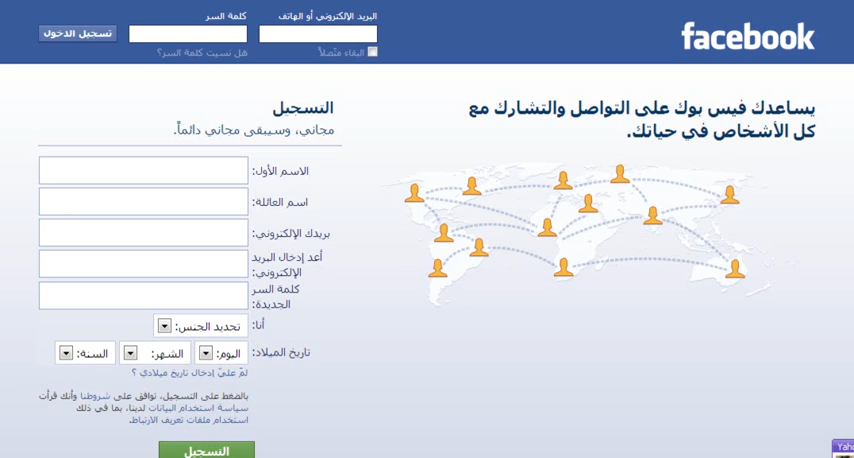 facebook
البريد الإلكتروني أو الهاتف
كلمة السر
تسجيل الدخول
البقاء متصلاً
هل نسيت كلمة السر؟
يساعدك فيس بوك على التواصل والتشارك مع
كل الأشخاص في حياتك.
التسجيل
مجاني، وسيبقى مجاني دائماً.
الاسم الأول:
اسم العائلة:
بريدك الإلكتروني:
أعد إدخال البريد
الإلكتروني:
كلمة السر
الجديدة:
أنا: تحديد الجنس:
تاريخ الميلاد: اليوم: الشهر: السنة:
لمَ عليّ إدخال تاريخ ميلادي ؟
بالضغط على التسجيل، توافق على شروطنا وأنك قرأت
سياسة استخدام البيانات لدينا، بما في ذلك
استخدام ملفات تعريف الارتباط.
التسجيل